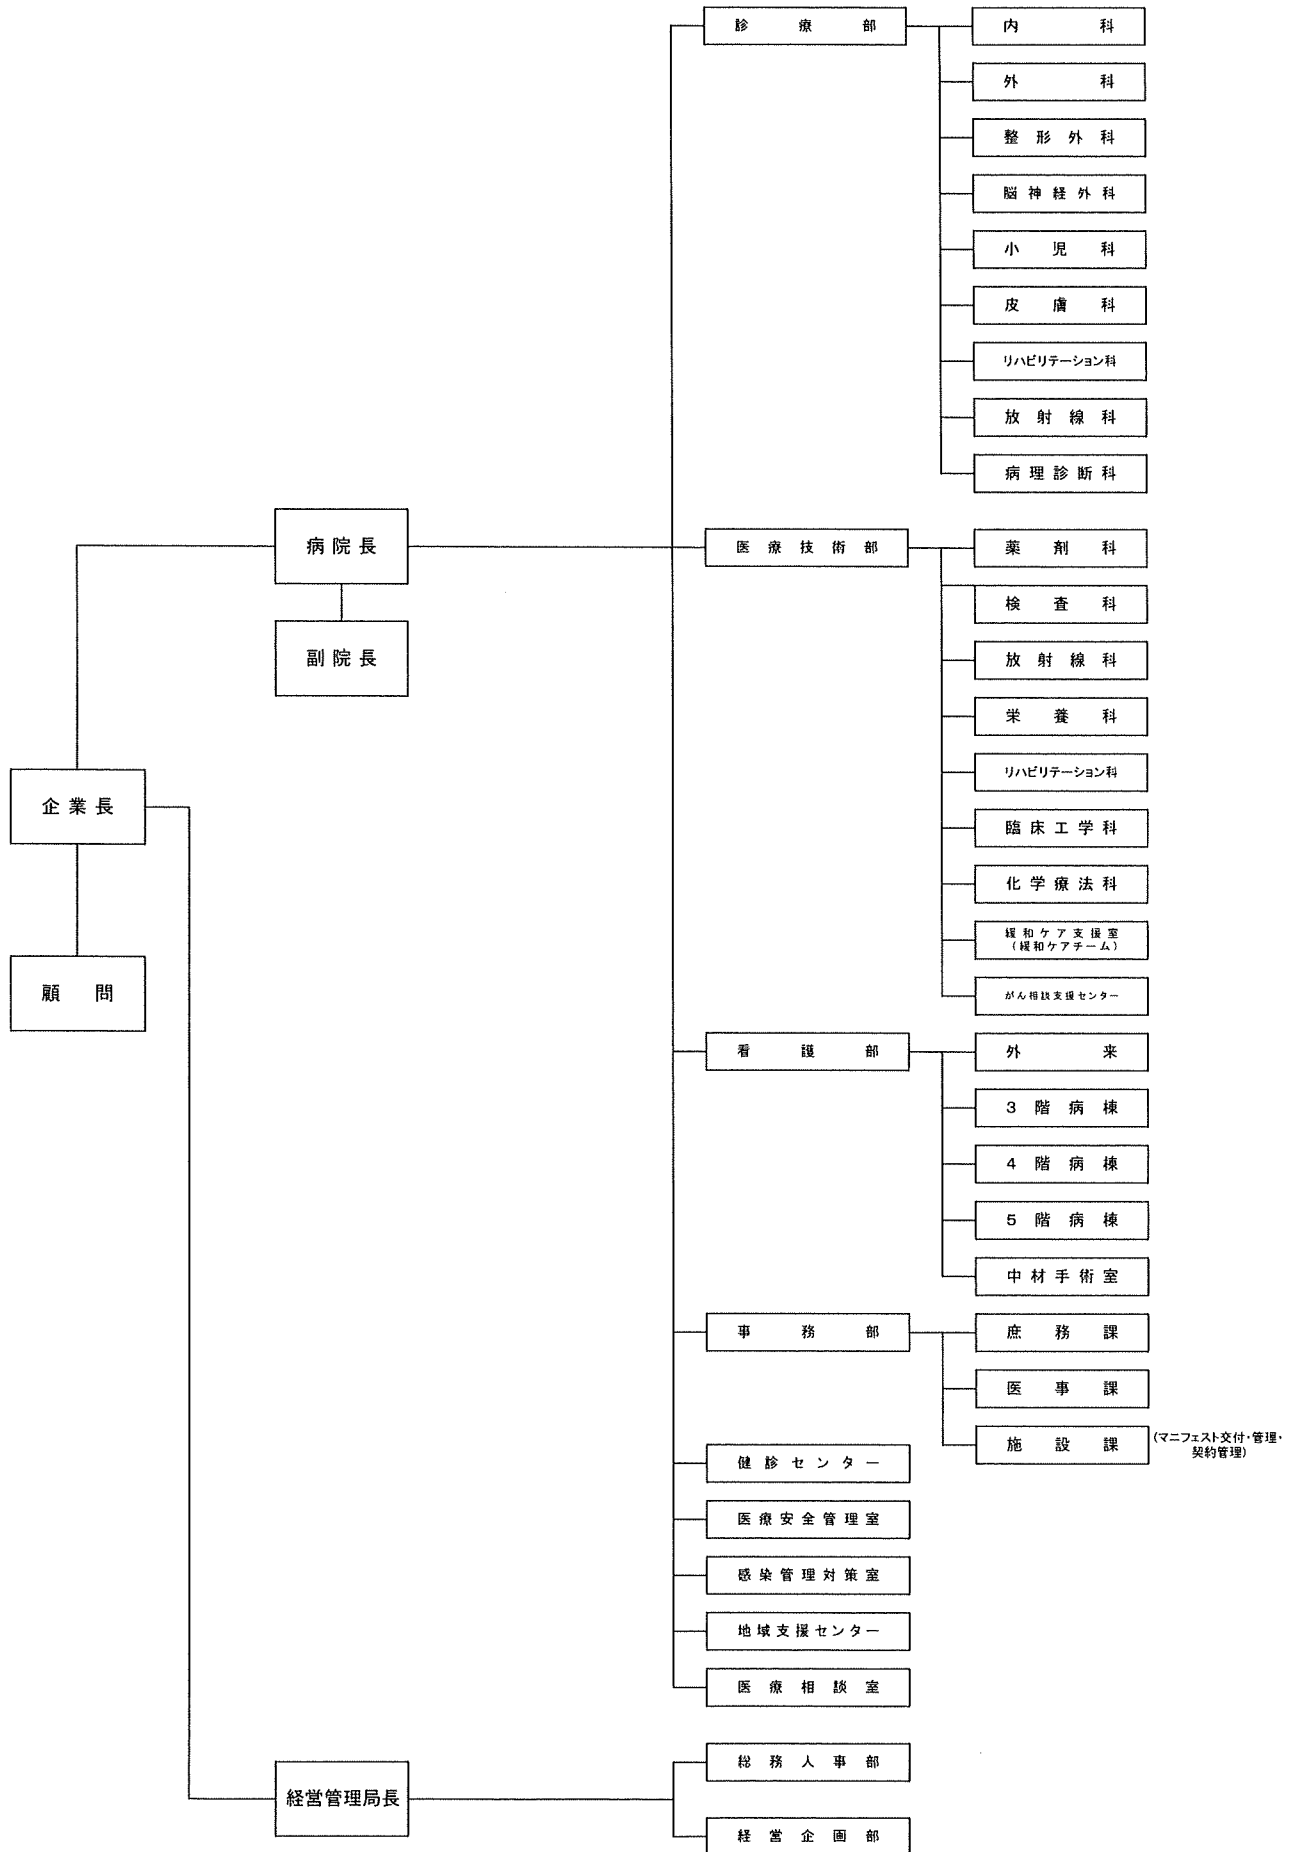 診療部
内科
外科
整形外科
脳神経外科
小児科
皮膚科
リハビリテーション科
放射線科
病理診断科
病院長
副院長
医療技術部
薬剤科
検査科
放射線科
栄養科
リハビリテーション科
臨床工学科
化学療法科
緩和ケア支援室
(緩和ケアチーム)
がん相談支援センター
企業長
顧問
看護部
外来
3階病棟
4階病棟
5階病棟
中材手術室
事務部
庶務課
医事課
施設課
(マニフェスト交付・管理・
契約管理)
健診センター
医療安全管理室
感染管理対策室
地域支援センター
医療相談室
経営管理局長
総務人事部
経営企画部